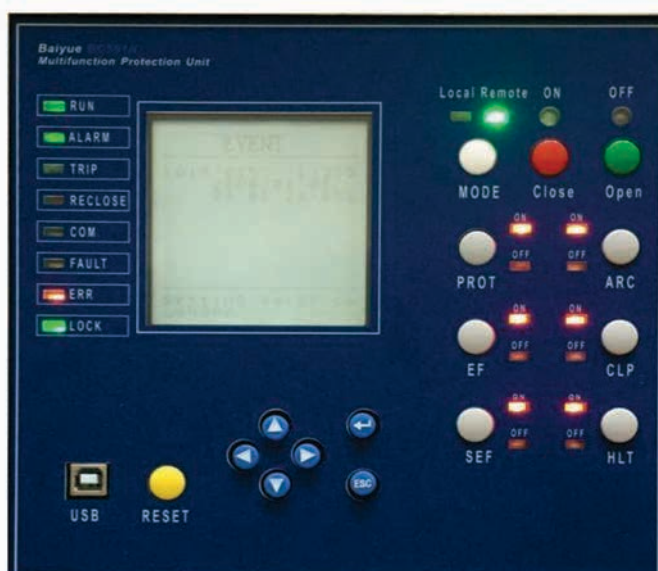 Baiyue
Multifunction Protection Unit
RUN
ALARM
TRIP
RECLOSE
COM
FAULT
ERR
LOCK
EVENT
Local Remote ON OFF
MODE Close Open
ON ON
OFF OFF
PROT ARC
ON ON
OFF OFF
EF CLP
ON ON
OFF OFF
SEF HLT
ESC
USB RESET